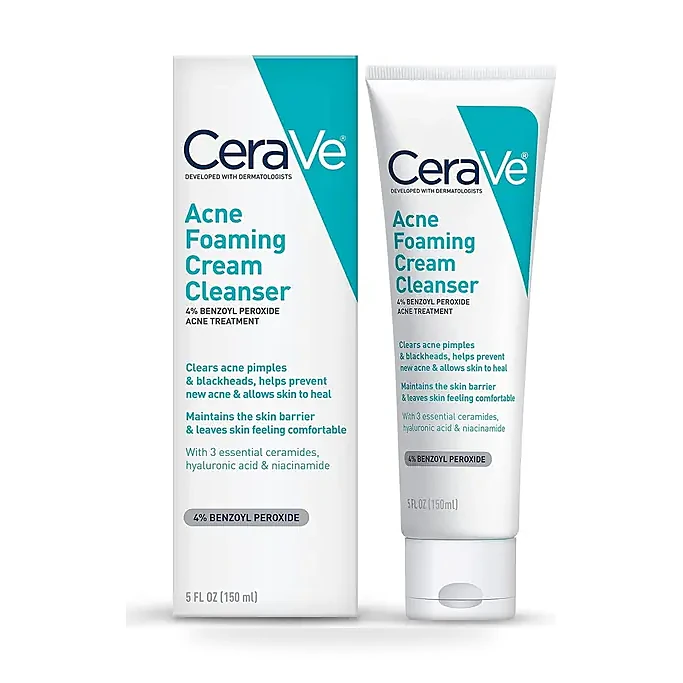 CeraVe®
DEVELOPED WITH DERMATOLOGISTS
Acne
Foaming
Cream
Cleanser
4% BENZOYL PEROXIDE
ACNE TREATMENT
Clears acne pimples
& blackheads, helps prevent
new acne & allows skin to heal
Maintains the skin barrier
& leaves skin feeling comfortable
With 3 essential ceramides,
hyaluronic acid & niacinamide
4% BENZOYL PEROXIDE
5 FL OZ (150 ml)
CeraVe®
DEVELOPED WITH DERMATOLOGISTS
Acne
Foaming
Cream
Cleanser
4% BENZOYL PEROXIDE
ACNE TREATMENT
Clears acne pimples
& blackheads, helps prevent
new acne & allows skin to heal
Maintains the skin barrier
& leaves skin feeling comfortable
With 3 essential ceramides,
hyaluronic acid & niacinamide
4% BENZOYL PEROXIDE
5 FL OZ (150ml)